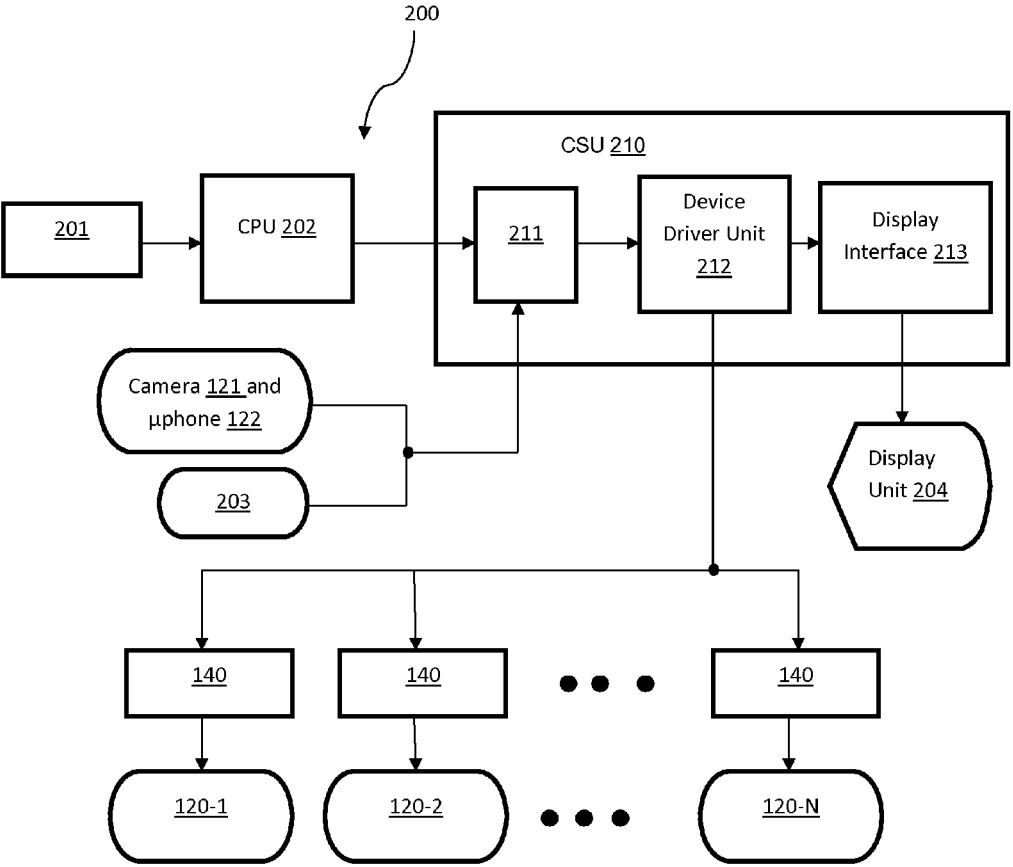 200
CSU 210
201
CPU 202
211
Device
Driver Unit
212
Display
Interface 213
Camera 121 and
µphone 122
203
Display
Unit 204
140
140
140
120-1
120-2
120-N